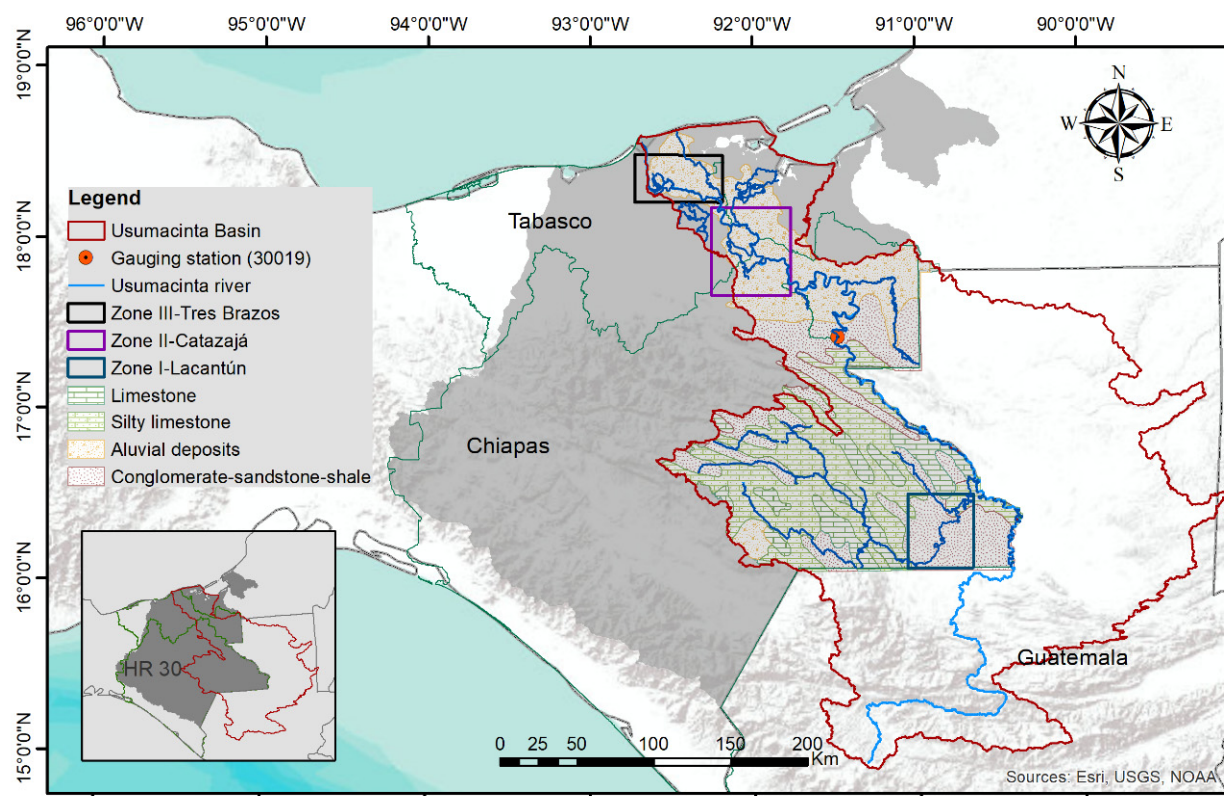 96°0'0"W 95°0'0"W 94°0'0"W 93°0'0"W 92°0'0"W 91°0'0"W 90°0'0"W
19°0'0"N
18°0'0"N
17°0'0"N
16°0'0"N
15°0'0"N
N
W E
S
Legend
Usumacinta Basin
Gauging station (30019)
Usumacinta river
Zone III-Tres Brazos
Zone II-Catazajá
Zone I-Lacantún
Limestone
Silty limestone
Aluvial deposits
Conglomerate-sandstone-shale
Tabasco
Chiapas
Guatemala
HR 30
0 25 50 100 150 200
Km
Sources: Esri, USGS, NOAA